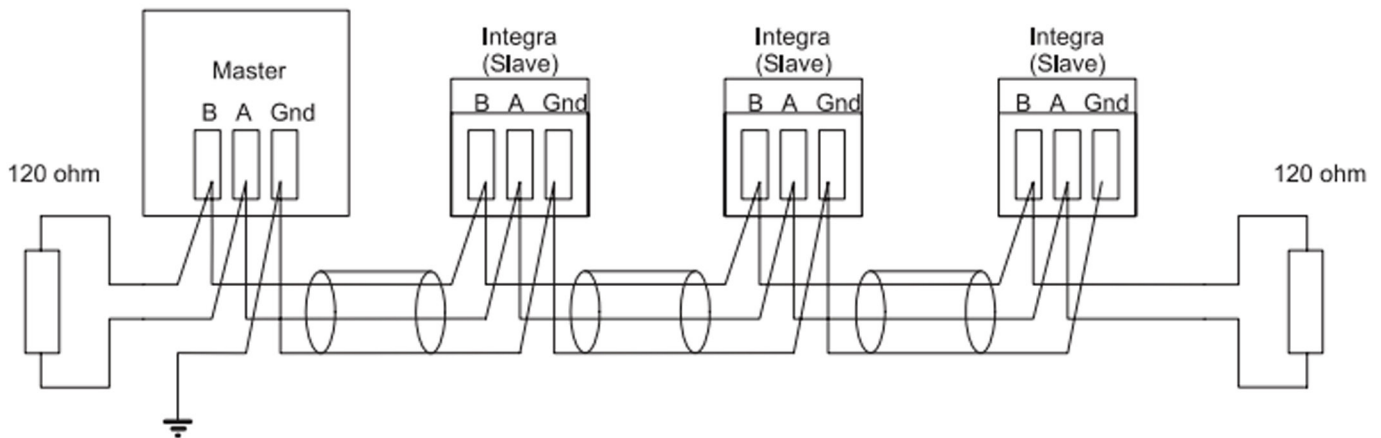 Master
B A Gnd
Integra
(Slave)
B A Gnd
Integra
(Slave)
B A Gnd
Integra
(Slave)
B A Gnd
120 ohm
120 ohm